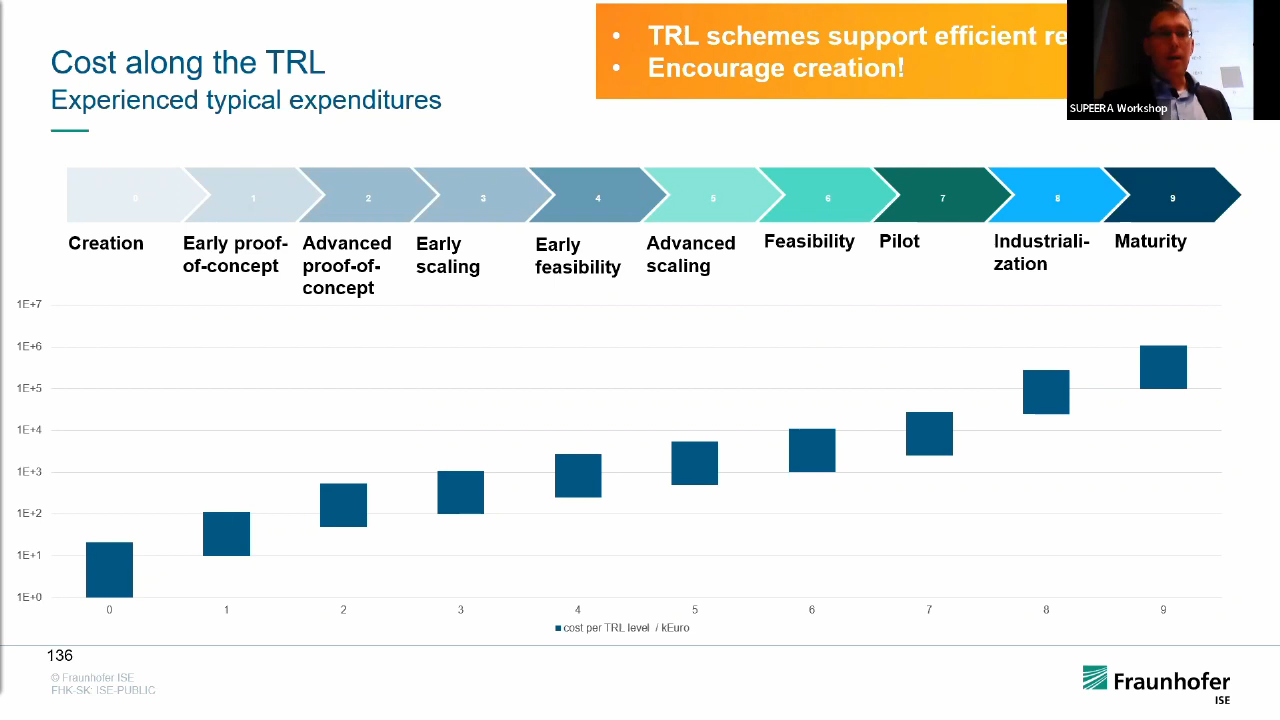 Cost along the TRL
Experienced typical expenditures
• TRL schemes support efficient re
• Encourage creation!
SUPEERA Workshop
0 1 2 3 4 5 6 7 8 9
Creation
Early proof-
of-concept
Advanced
proof-of-
concept
Early
scaling
Early
feasibility
Advanced
scaling
Feasibility
Pilot
Industriali-
zation
Maturity
1E+7
1E+6
1E+5
1E+4
1E+3
1E+2
1E+1
1E+0
0 1 2 3 4 5 6 7 8 9
cost per TRL level / kEuro
136
© Fraunhofer ISE
FHK-SK: ISE-PUBLIC
Fraunhofer
ISE